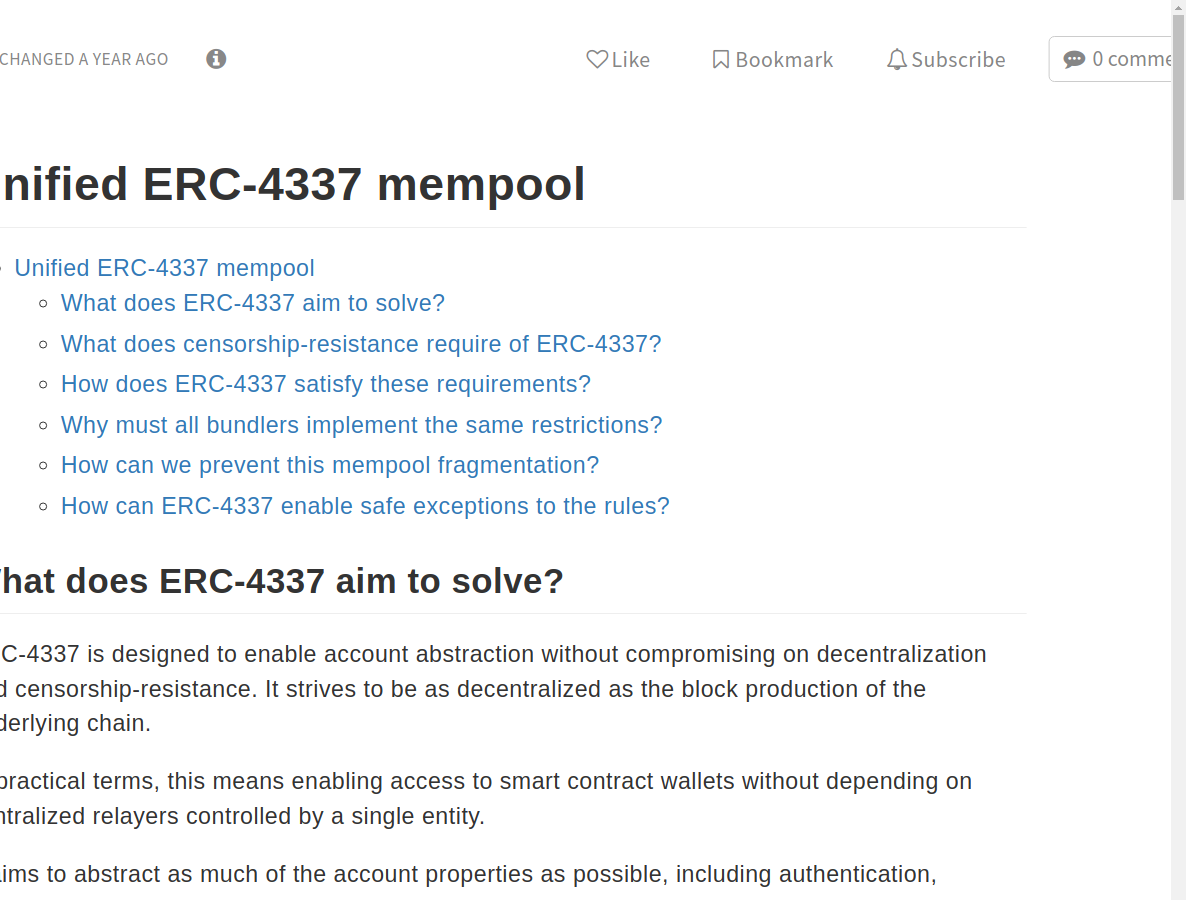 CHANGED A YEAR AGO
Like
Bookmark
Subscribe
0 comme
nified ERC-4337 mempool
Unified ERC-4337 mempool
What does ERC-4337 aim to solve?
What does censorship-resistance require of ERC-4337?
How does ERC-4337 satisfy these requirements?
Why must all bundlers implement the same restrictions?
How can we prevent this mempool fragmentation?
How can ERC-4337 enable safe exceptions to the rules?
hat does ERC-4337 aim to solve?
C-4337 is designed to enable account abstraction without compromising on decentralization
d censorship-resistance. It strives to be as decentralized as the block production of the
derlying chain.
practical terms, this means enabling access to smart contract wallets without depending on
ntralized relayers controlled by a single entity.
aims to abstract as much of the account properties as possible, including authentication,